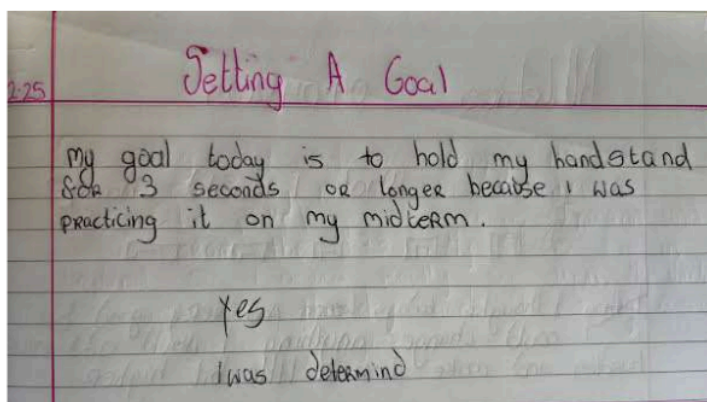 Setting A Goal
2.25
my goal today is to hold my handstand
for 3 seconds or longer because i was
practicing it on my midterm.
yes
I was determind